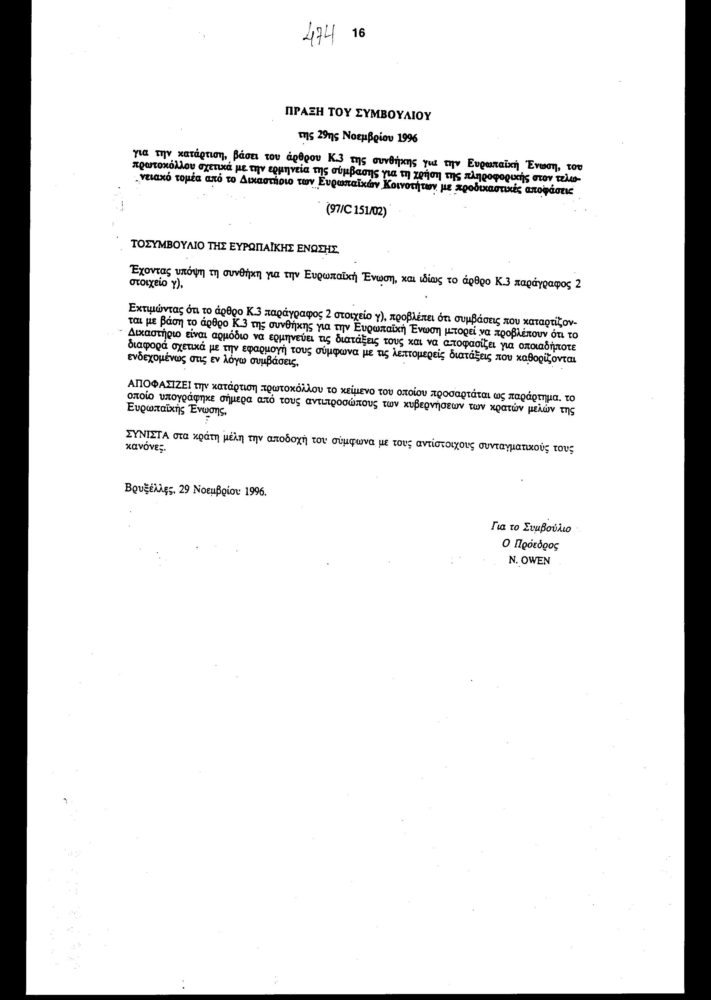 474 16
ΠΡΑΞΗ ΤΟΥ ΣΥΜΒΟΥΛΙΟΥ
της 29ης Νοεμβρίου 1996
για την κατάρτιση, βάσει του άρθρου Κ.3 της συνθήκης για την Ευρωπαϊκή Ένωση, του
πρωτοκόλλου σχετικά με την ερμηνεία της σύμβασης για τη χρήση της πληροφορικής στον τελω-
νειακό τομέα από το Δικαστήριο των Ευρωπαϊκών Κοινοτήτων με προδικαστικές αποφάσεις
(97/C 151/02)
ΤΟΣΥΜΒΟΥΛΙΟ ΤΗΣ ΕΥΡΩΠΑΪΚΗΣ ΕΝΩΣΗΣ,
Έχοντας υπόψη τη συνθήκη για την Ευρωπαϊκή Ένωση, και ιδίως το άρθρο Κ.3 παράγραφος 2
στοιχείο γ),
Εκτιμώντας ότι το άρθρο Κ.3 παράγραφος 2 στοιχείο γ), προβλέπει ότι συμβάσεις που καταρτίζον-
ται με βάση το άρθρο Κ.3 της συνθήκης για την Ευρωπαϊκή Ένωση μπορεί να προβλέπουν ότι το
Δικαστήριο είναι αρμόδιο να ερμηνεύει τις διατάξεις τους και να αποφασίζει για οποιαδήποτε
διαφορά σχετικά με την εφαρμογή τους σύμφωνα με τις λεπτομερείς διατάξεις που καθορίζονται
ενδεχομένως στις εν λόγω συμβάσεις,
ΑΠΟΦΑΣΙΖΕΙ την κατάρτιση πρωτοκόλλου το κείμενο του οποίου προσαρτάται ως παράρτημα. το
οποίο υπογράφηκε σήμερα από τους αντιπροσώπους των κυβερνήσεων των κρατών μελών της
Ευρωπαϊκής Ένωσης,
ΣΥΝΙΣΤΑ στα κράτη μέλη την αποδοχή του σύμφωνα με τους αντίστοιχους συνταγματικούς τους
κανόνες.
Βρυξέλλες, 29 Νοεμβρίου 1996.
Για το Συμβούλιο
Ο Πρόεδρος
N. OWEN